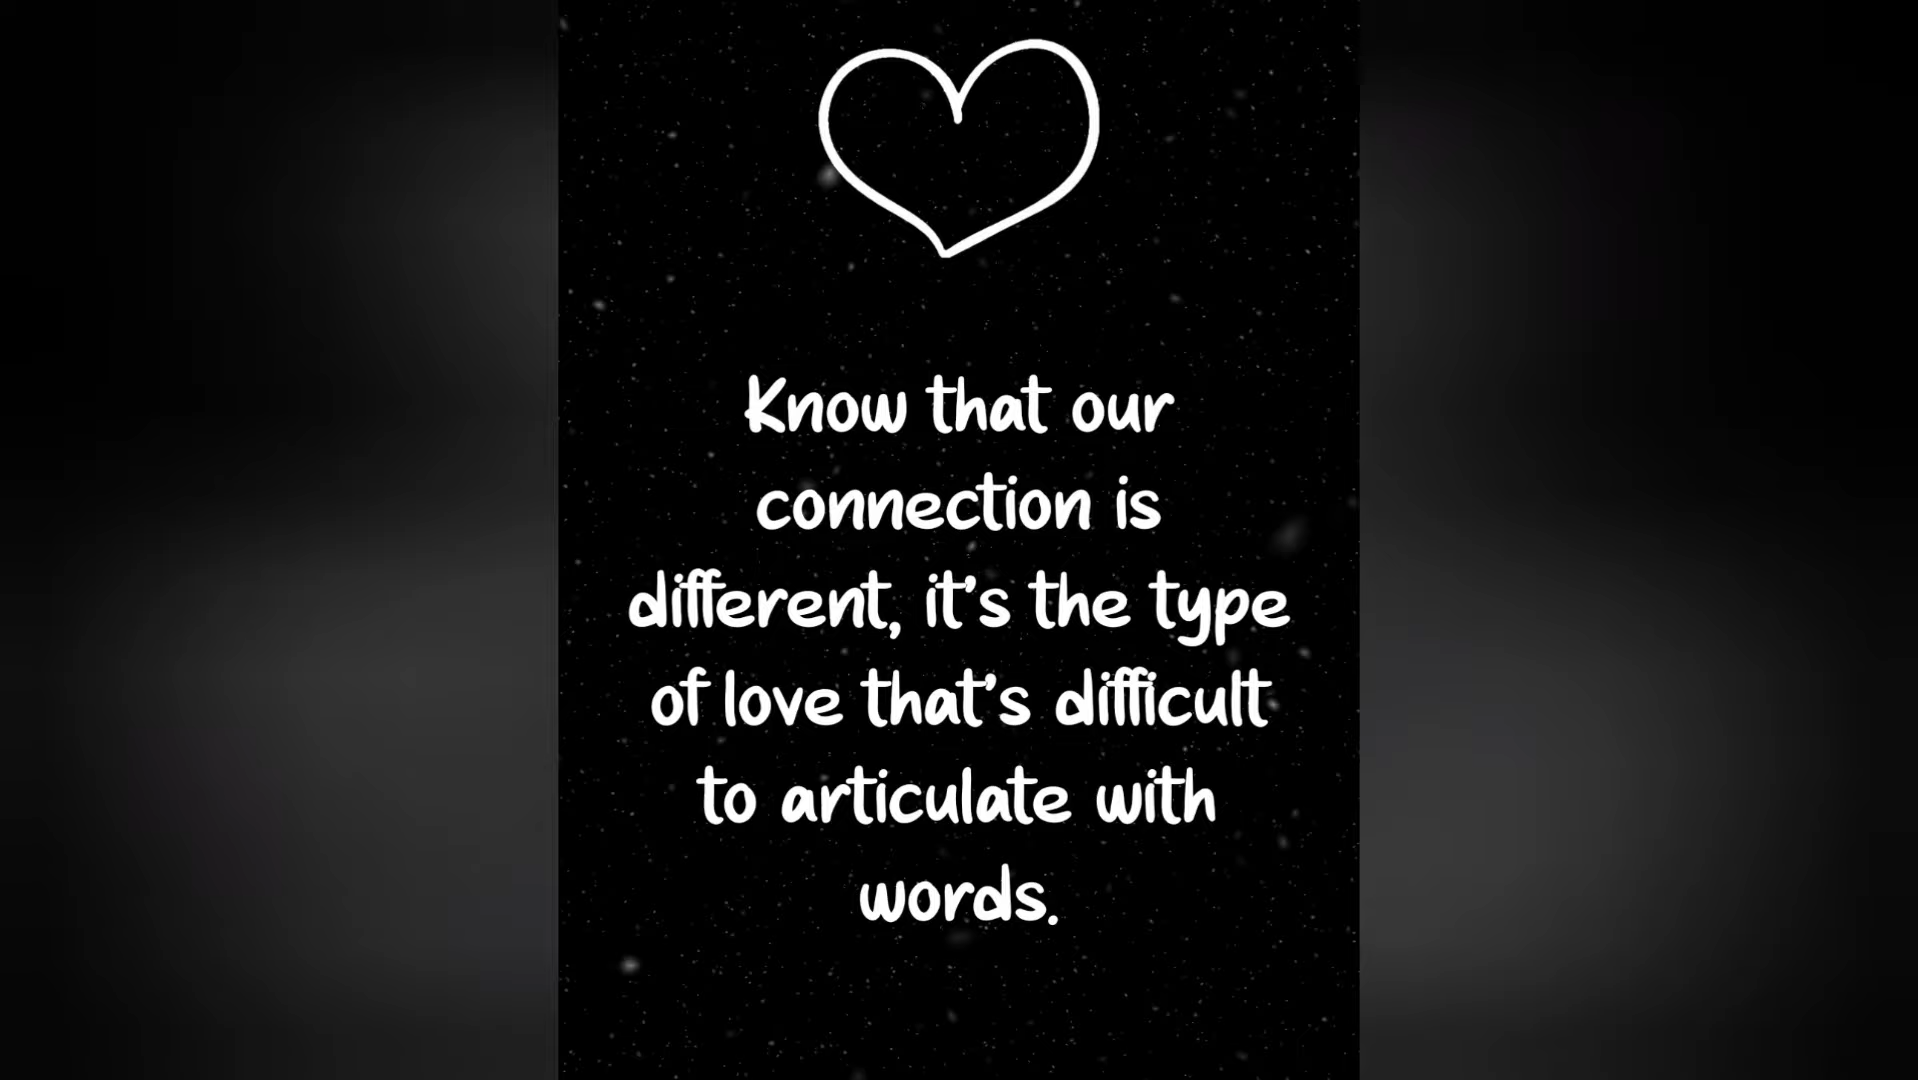 Know that our
connection is
different, it's the type
of love that's difficult
to articulate with
words.